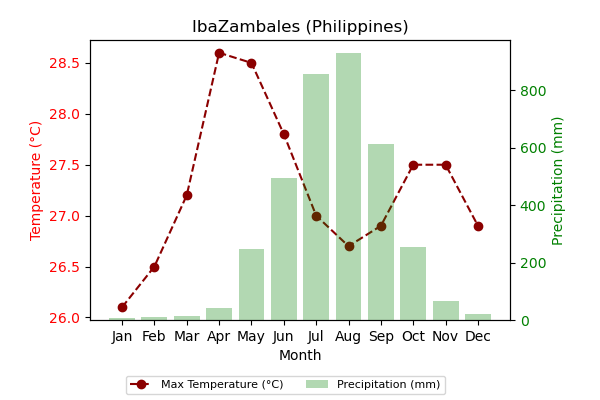 IbaZambales (Philippines)
28.5
28.0
27.5
27.0
26.5
26.0
Temperature (°C)
800
600
400
200
0
Precipitation (mm)
Jan Feb Mar Apr May Jun Jul Aug Sep Oct Nov Dec
Month
Max Temperature (°C) Precipitation (mm)